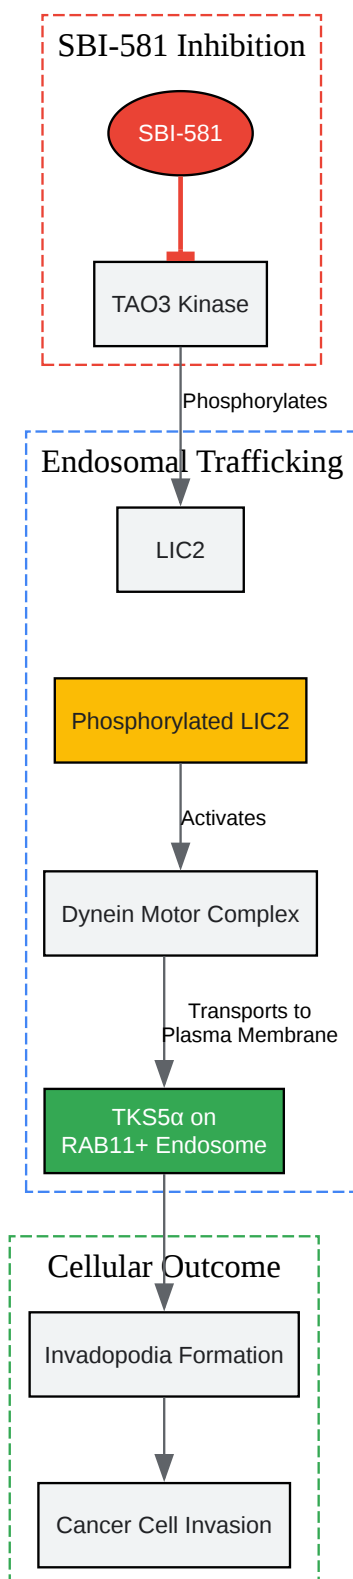 SBI-581 Inhibition
SBI-581
TAO3 Kinase
Phosphorylates
Endosomal Trafficking
LIC2
Phosphorylated LIC2
Activates
Dynein Motor Complex
Transports to
Plasma Membrane
TKS5α on
RAB11+ Endosome
Cellular Outcome
Invadopodia Formation
Cancer Cell Invasion